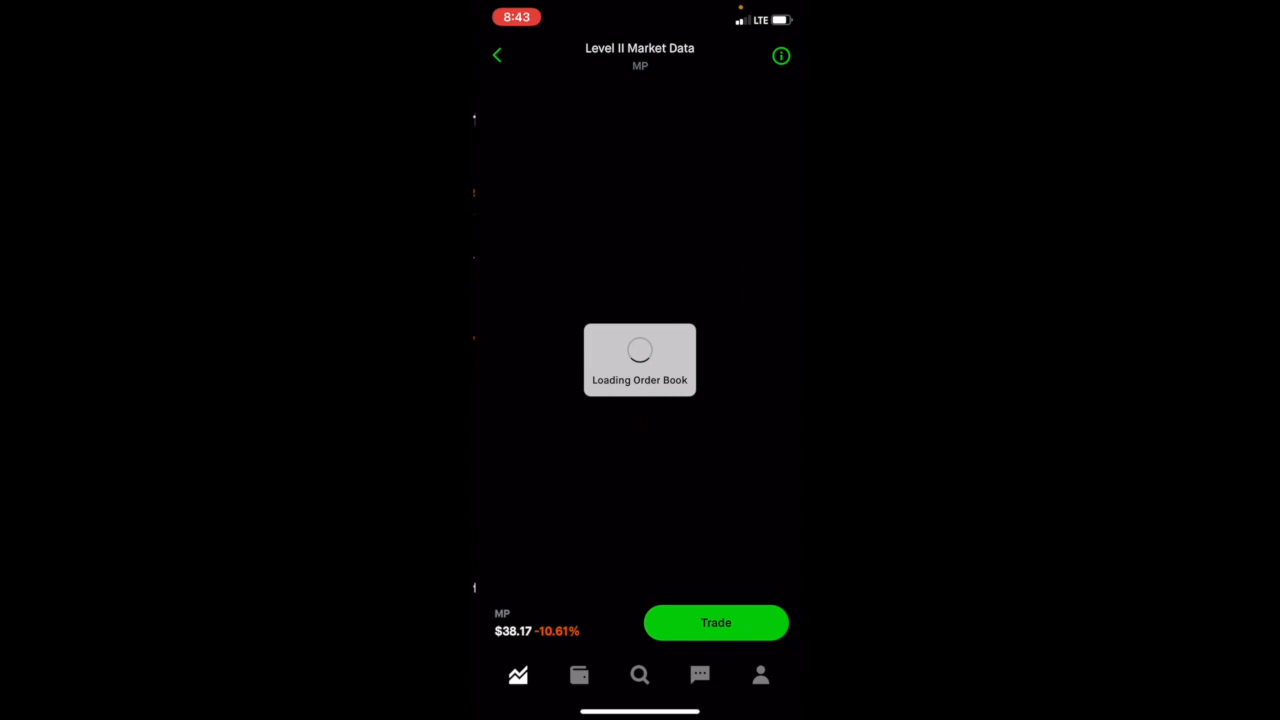 8:43
LTE
Level II Market Data
MP
Loading Order Book
MP
$38.17 -10.61%
Trade